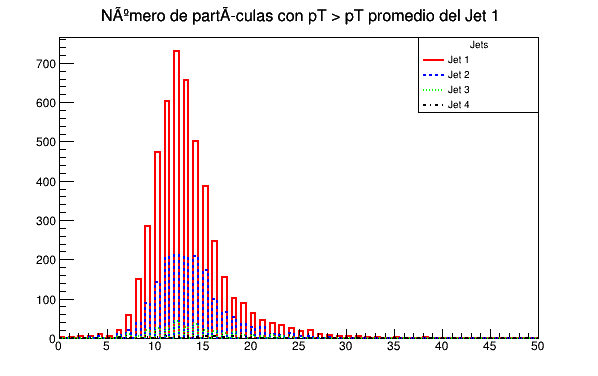 NÃºmero de partÃ-culas con pT > pT promedio del Jet 1
Jets
Jet 1
Jet 2
Jet 3
Jet 4
700
600
500
400
300
200
100
0
0 5 10 15 20 25 30 35 40 45 50